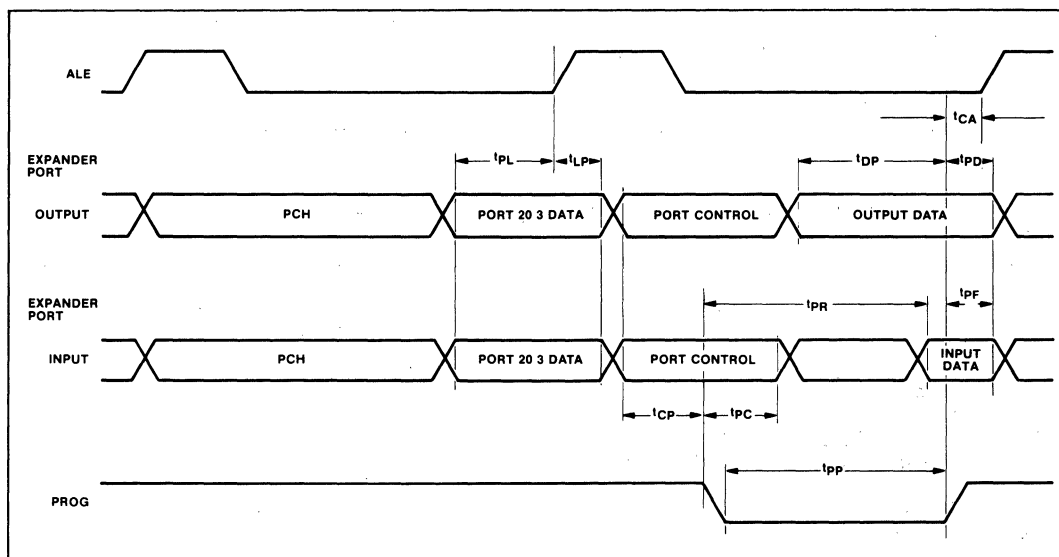 ALE
tCA
EXPANDER PORT
tPL
tLP
tDP
tPD
OUTPUT
PCH
PORT 20 3 DATA
PORT CONTROL
OUTPUT DATA
EXPANDER PORT
tPR
tPF
INPUT
PCH
PORT 20 3 DATA
PORT CONTROL
INPUT DATA
tCP
tPC
tPP
PROG